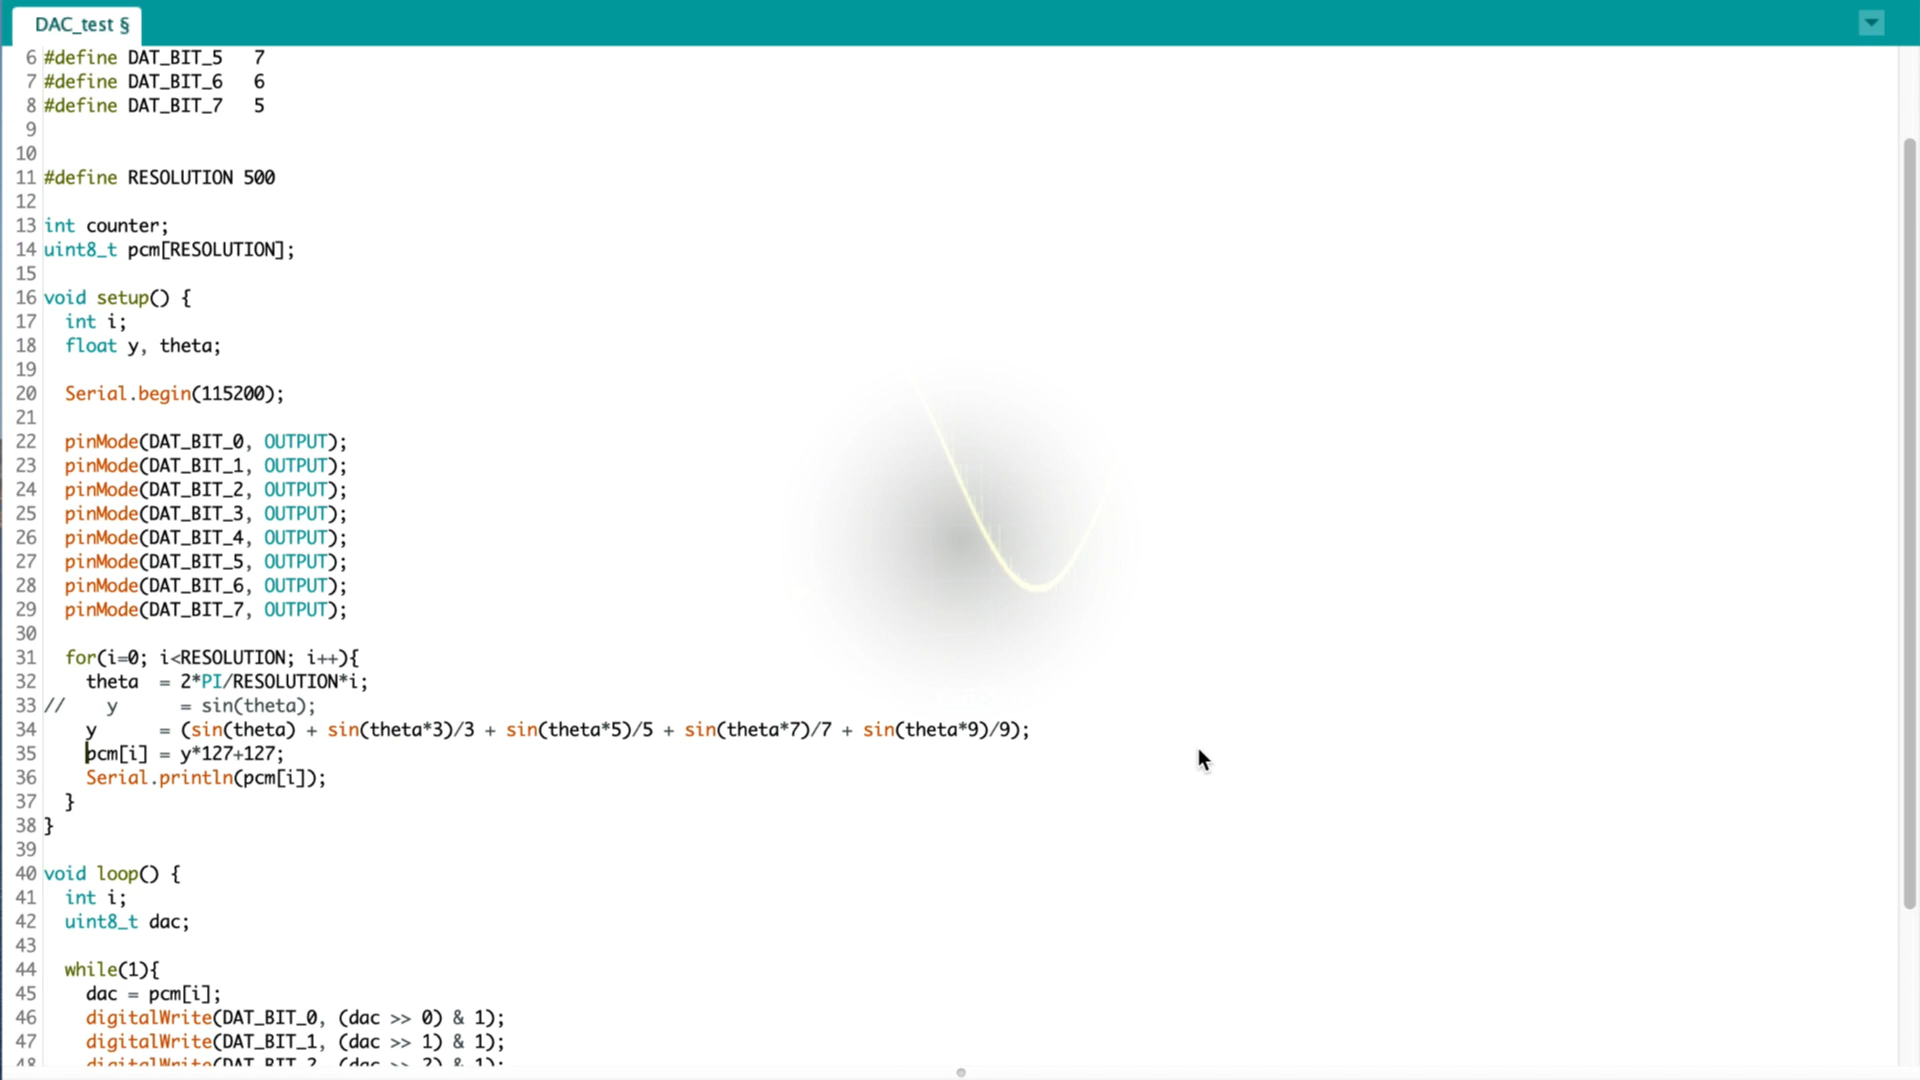 DAC_test §
6 #define DAT_BIT_5 7
7 #define DAT_BIT_6 6
8 #define DAT_BIT_7 5
9
10
11 #define RESOLUTION 500
12
13 int counter;
14 uint8_t pcm[RESOLUTION];
15
16 void setup() {
17 int i;
18 float y, theta;
19
20 Serial.begin(115200);
21
22 pinMode(DAT_BIT_0, OUTPUT);
23 pinMode(DAT_BIT_1, OUTPUT);
24 pinMode(DAT_BIT_2, OUTPUT);
25 pinMode(DAT_BIT_3, OUTPUT);
26 pinMode(DAT_BIT_4, OUTPUT);
27 pinMode(DAT_BIT_5, OUTPUT);
28 pinMode(DAT_BIT_6, OUTPUT);
29 pinMode(DAT_BIT_7, OUTPUT);
30
31 for(i=0; i<RESOLUTION; i++){
32 theta = 2*PI/RESOLUTION*i;
33 // y = sin(theta);
34 y = (sin(theta) + sin(theta*3)/3 + sin(theta*5)/5 + sin(theta*7)/7 + sin(theta*9)/9);
35 pcm[i] = y*127+127;
36 Serial.println(pcm[i]);
37 }
38 }
39
40 void loop() {
41 int i;
42 uint8_t dac;
43
44 while(1){
45 dac = pcm[i];
46 digitalWrite(DAT_BIT_0, (dac >> 0) & 1);
47 digitalWrite(DAT_BIT_1, (dac >> 1) & 1);
48 digitalWrite(DAT_BIT_2, (dac >> 2) & 1);